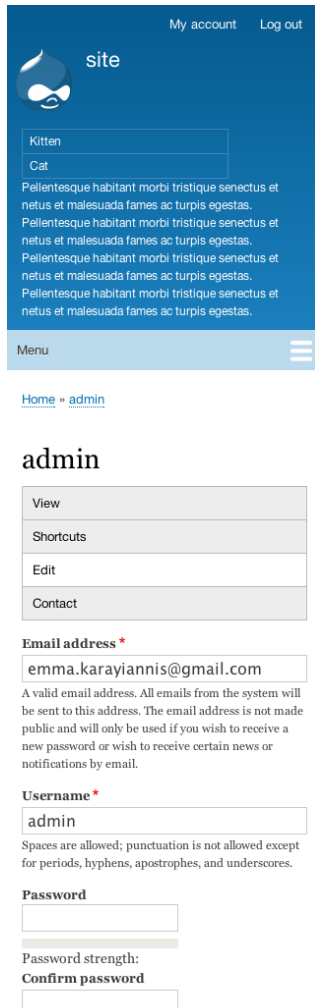 My account Log out
site
Kitten
Cat
Pellentesque habitant morbi tristique senectus et
netus et malesuada fames ac turpis egestas.
Pellentesque habitant morbi tristique senectus et
netus et malesuada fames ac turpis egestas.
Pellentesque habitant morbi tristique senectus et
netus et malesuada fames ac turpis egestas.
Pellentesque habitant morbi tristique senectus et
netus et malesuada fames ac turpis egestas.
Menu
Home » admin
admin
View
Shortcuts
Edit
Contact
Email address *
emma.karayiannis@gmail.com
A valid email address. All emails from the system will
be sent to this address. The email address is not made
public and will only be used if you wish to receive a
new password or wish to receive certain news or
notifications by email.
Username *
admin
Spaces are allowed; punctuation is not allowed except
for periods, hyphens, apostrophes, and underscores.
Password
Password strength:
Confirm password